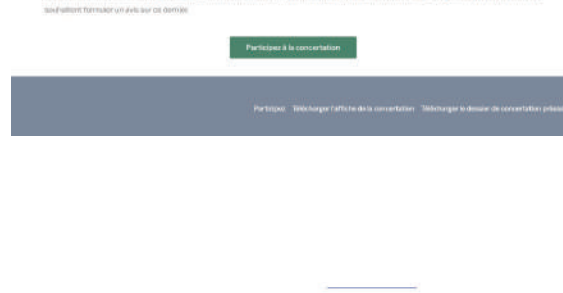 souhaitent formuler un avis sur ce dernier.
Participez à la concertation
Participez Télécharger l'affiche de la concertation Télécharger le dossier de concertation